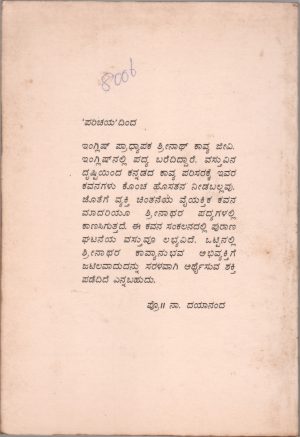 8006
'ಪರಿಚಯ'ದಿಂದ
ಇಂಗ್ಲಿಷ್ ಪ್ರಾಧ್ಯಾಪಕ ಶ್ರೀನಾಥ್ ಕಾವ್ಯ ಜೀವಿ.
ಇಂಗ್ಲಿಷ್‌ನಲ್ಲಿ ಪದ್ಯ ಬರೆದಿದ್ದಾರೆ. ವಸ್ತುವಿನ
ದೃಷ್ಟಿಯಿಂದ ಕನ್ನಡದ ಕಾವ್ಯ ಪರಿಸರಕ್ಕೆ ಇವರ
ಕವನಗಳು ಕೊಂಚ ಹೊಸತನ ನೀಡಬಲ್ಲವು.
ಜೊತೆಗೆ ವ್ಯಕ್ತಿ ಚಿಂತನೆಯ ವೈಯಕ್ತಿಕ ಕವನ
ಮಾದರಿಯೂ ಶ್ರೀನಾಥರ ಪದ್ಯಗಳಲ್ಲಿ
ಕಾಣಸಿಗುತ್ತದೆ. ಈ ಕವನ ಸಂಕಲನದಲ್ಲಿ ಪುರಾಣ
ಘಟನೆಯ ವಸ್ತುವೂ ಲಭ್ಯವಿದೆ. ಒಟ್ಟಿನಲ್ಲಿ
ಶ್ರೀನಾಥರ ಕಾವ್ಯಾನುಭವ ಅಭಿವ್ಯಕ್ತಿಗೆ
ಜಟಿಲವಾದುದನ್ನು ಸರಳವಾಗಿ ಅರ್ಥೈಸುವ ಶಕ್ತಿ
ಪಡೆದಿದೆ ಎನ್ನಬಹುದು.
ಪ್ರೊ॥ ನಾ. ದಯಾನಂದ